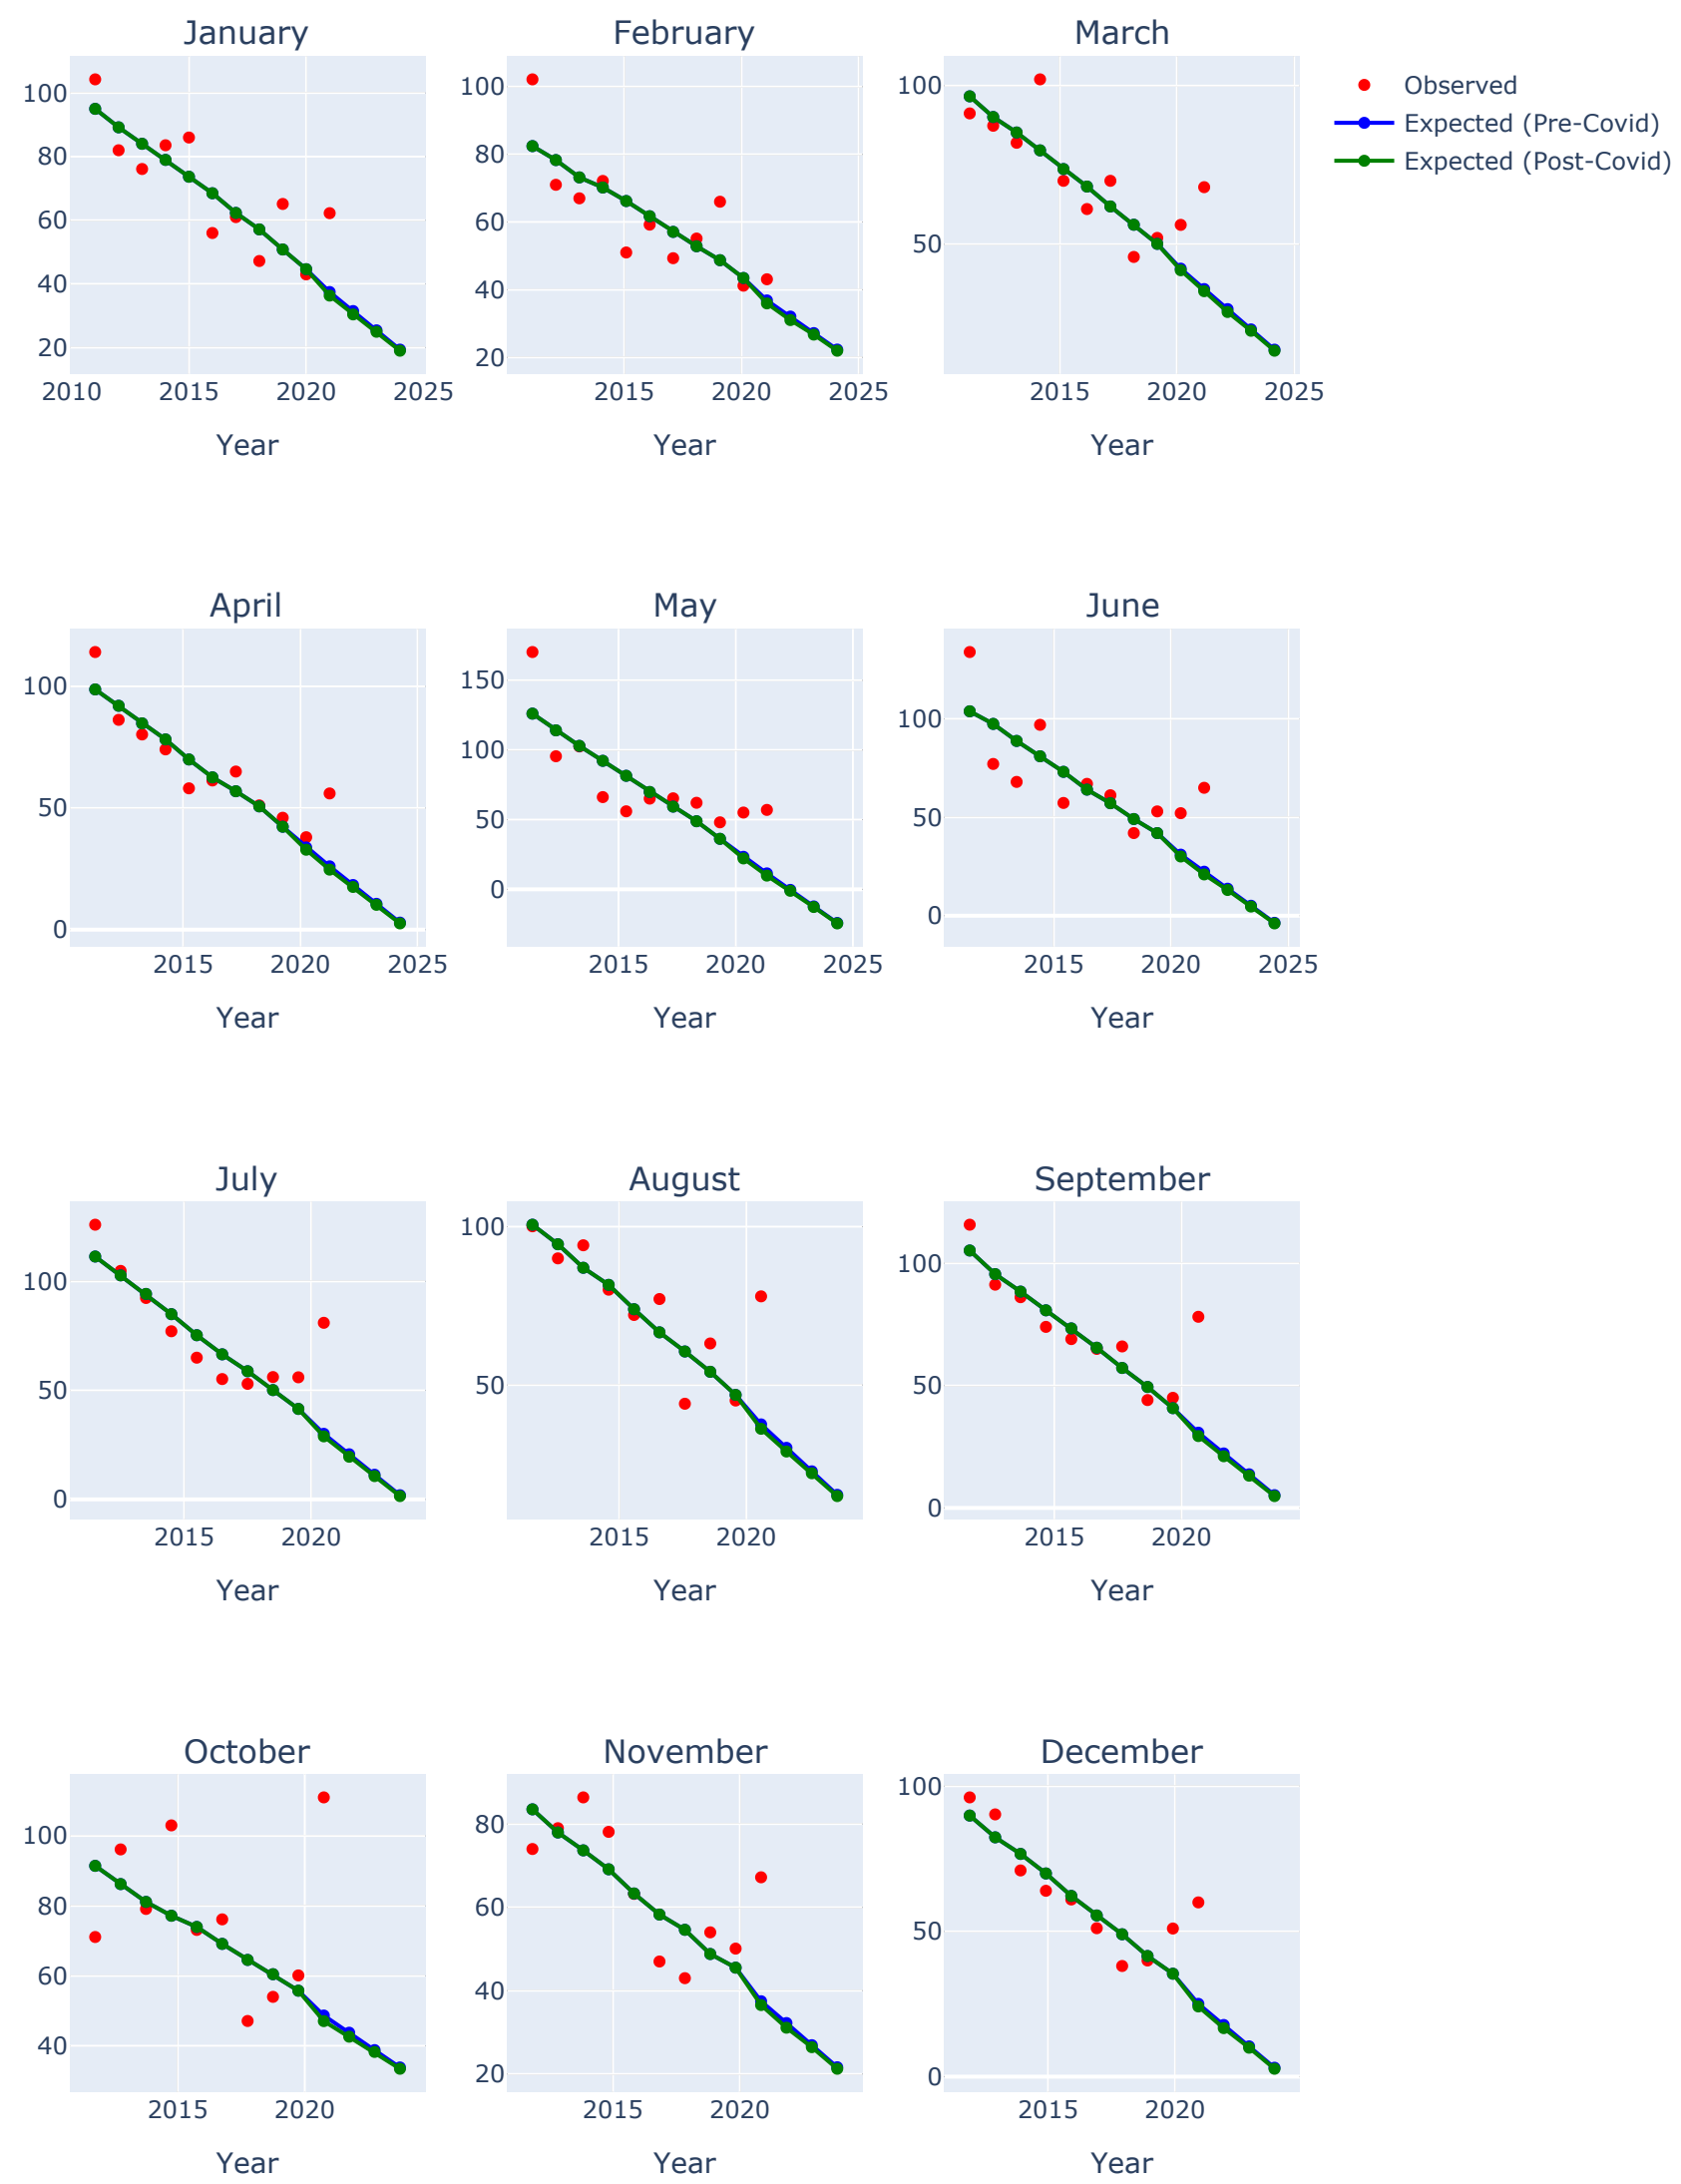 January
February
March
100
80
60
40
20
2010
2015
2020
2025
Year
100
80
60
40
20
2015
2020
2025
Year
100
50
2015
2020
2025
Year
Observed
Expected (Pre-Covid)
Expected (Post-Covid)
April
May
June
100
50
0
2015
2020
2025
Year
150
100
50
0
2015
2020
2025
Year
100
50
0
2015
2020
2025
Year
July
August
September
100
50
0
2015
2020
Year
100
50
2015
2020
Year
100
50
0
2015
2020
Year
October
November
December
100
80
60
40
2015
2020
Year
80
60
40
20
2015
2020
Year
100
50
0
2015
2020
Year